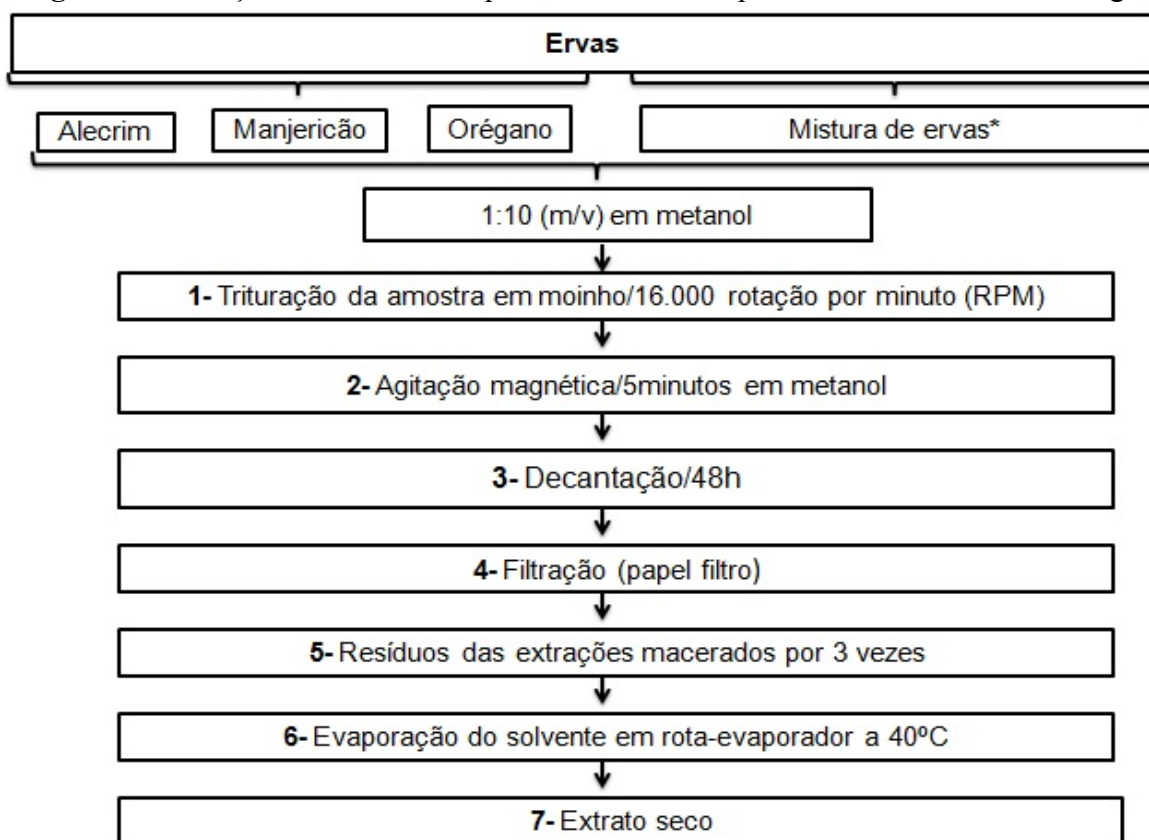 Ervas
Alecrim Manjericão Orégano Mistura de ervas*
1:10 (m/v) em metanol
1- Trituração da amostra em moinho/16.000 rotação por minuto (RPM)
2- Agitação magnética/5minutos em metanol
3- Decantação/48h
4- Filtração (papel filtro)
5- Resíduos das extrações macerados por 3 vezes
6- Evaporação do solvente em rota-evaporador a 40ºC
7- Extrato seco